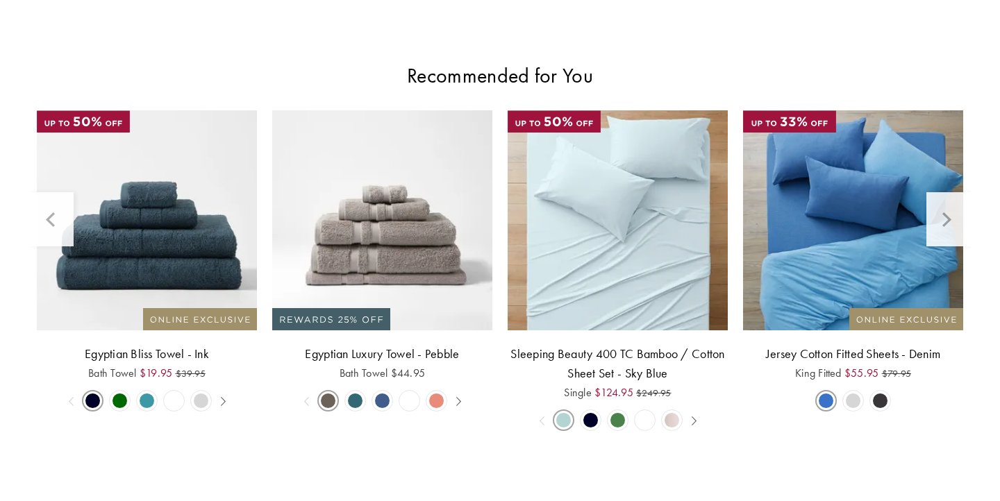 Recommended for You
UP TO 50% OFF
ONLINE EXCLUSIVE
Egyptian Bliss Towel - Ink
Bath Towel $19.95 $39.95
REWARDS 25% OFF
Egyptian Luxury Towel - Pebble
Bath Towel $44.95
UP TO 50% OFF
Sleeping Beauty 400 TC Bamboo / Cotton
Sheet Set - Sky Blue
Single $124.95 $249.95
UP TO 33% OFF
ONLINE EXCLUSIVE
Jersey Cotton Fitted Sheets - Denim
King Fitted $55.95 $79.95